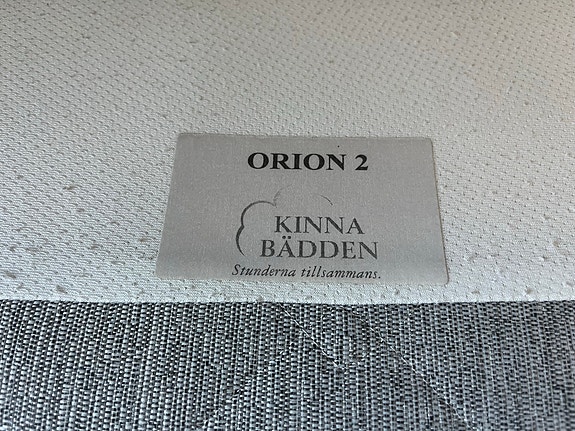 ORION 2
KINNA
BÄDDEN
Stunderna tillsammans.